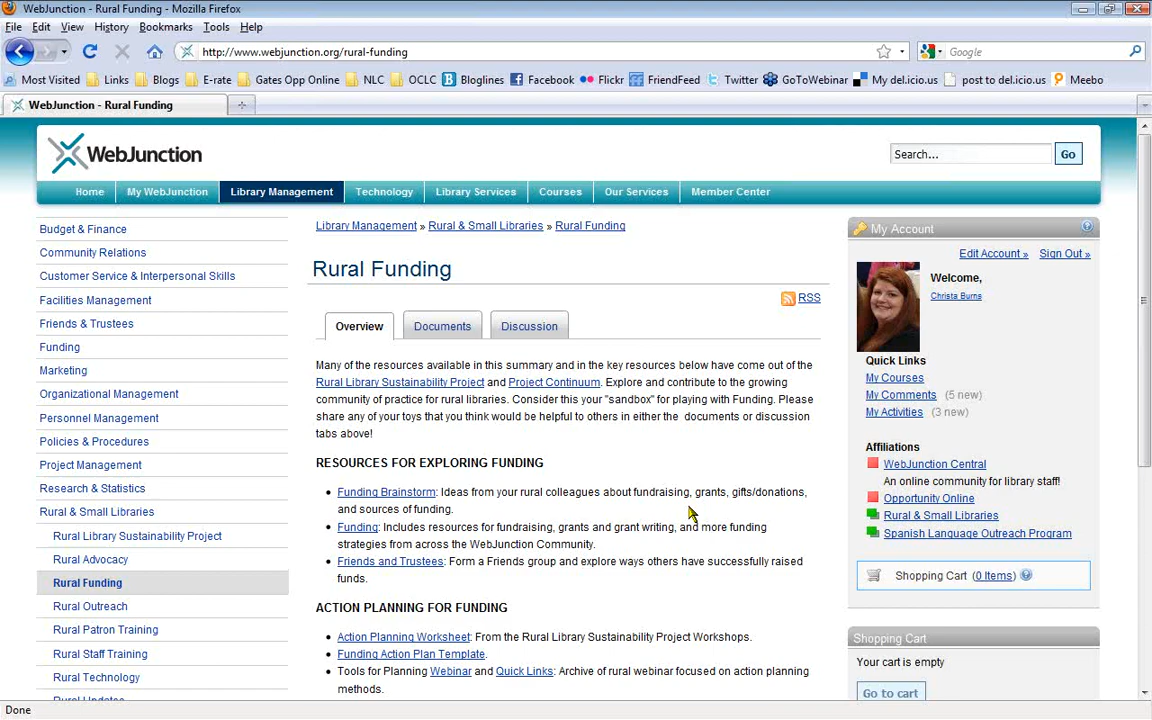 WebJunction - Rural Funding - Mozilla Firefox
File Edit View History Bookmarks Tools Help
http://www.webjunction.org/rural-funding
Google
Most Visited Links Blogs E-rate Gates Opp Online NLC OCLC Bloglines Facebook Flickr FriendFeed Twitter GoToWebinar My del.icio.us post to del.icio.us Meebo
WebJunction - Rural Funding
WebJunction
Search...
Go
Home My WebJunction Library Management Technology Library Services Courses Our Services Member Center
Budget & Finance
Community Relations
Customer Service & Interpersonal Skills
Facilities Management
Friends & Trustees
Funding
Marketing
Organizational Management
Personnel Management
Policies & Procedures
Project Management
Research & Statistics
Rural & Small Libraries
Rural Library Sustainability Project
Rural Advocacy
Rural Funding
Rural Outreach
Rural Patron Training
Rural Staff Training
Rural Technology
Rural Updates
Library Management » Rural & Small Libraries » Rural Funding
Rural Funding
RSS
Overview Documents Discussion
Many of the resources available in this summary and in the key resources below have come out of the
Rural Library Sustainability Project and Project Continuum. Explore and contribute to the growing
community of practice for rural libraries. Consider this your "sandbox" for playing with Funding. Please
share any of your toys that you think would be helpful to others in either the documents or discussion
tabs above!
RESOURCES FOR EXPLORING FUNDING
• Funding Brainstorm: Ideas from your rural colleagues about fundraising, grants, gifts/donations,
and sources of funding.
• Funding: Includes resources for fundraising, grants and grant writing, and more funding
strategies from across the WebJunction Community.
• Friends and Trustees: Form a Friends group and explore ways others have successfully raised
funds.
ACTION PLANNING FOR FUNDING
• Action Planning Worksheet: From the Rural Library Sustainability Project Workshops.
• Funding Action Plan Template.
• Tools for Planning Webinar and Quick Links: Archive of rural webinar focused on action planning
methods.
My Account
Edit Account » Sign Out »
Welcome,
Christa Burns
Quick Links
My Courses
My Comments (5 new)
My Activities (3 new)
Affiliations
WebJunction Central
An online community for library staff!
Opportunity Online
Rural & Small Libraries
Spanish Language Outreach Program
Shopping Cart (0 Items)
Shopping Cart
Your cart is empty
Go to cart
Done